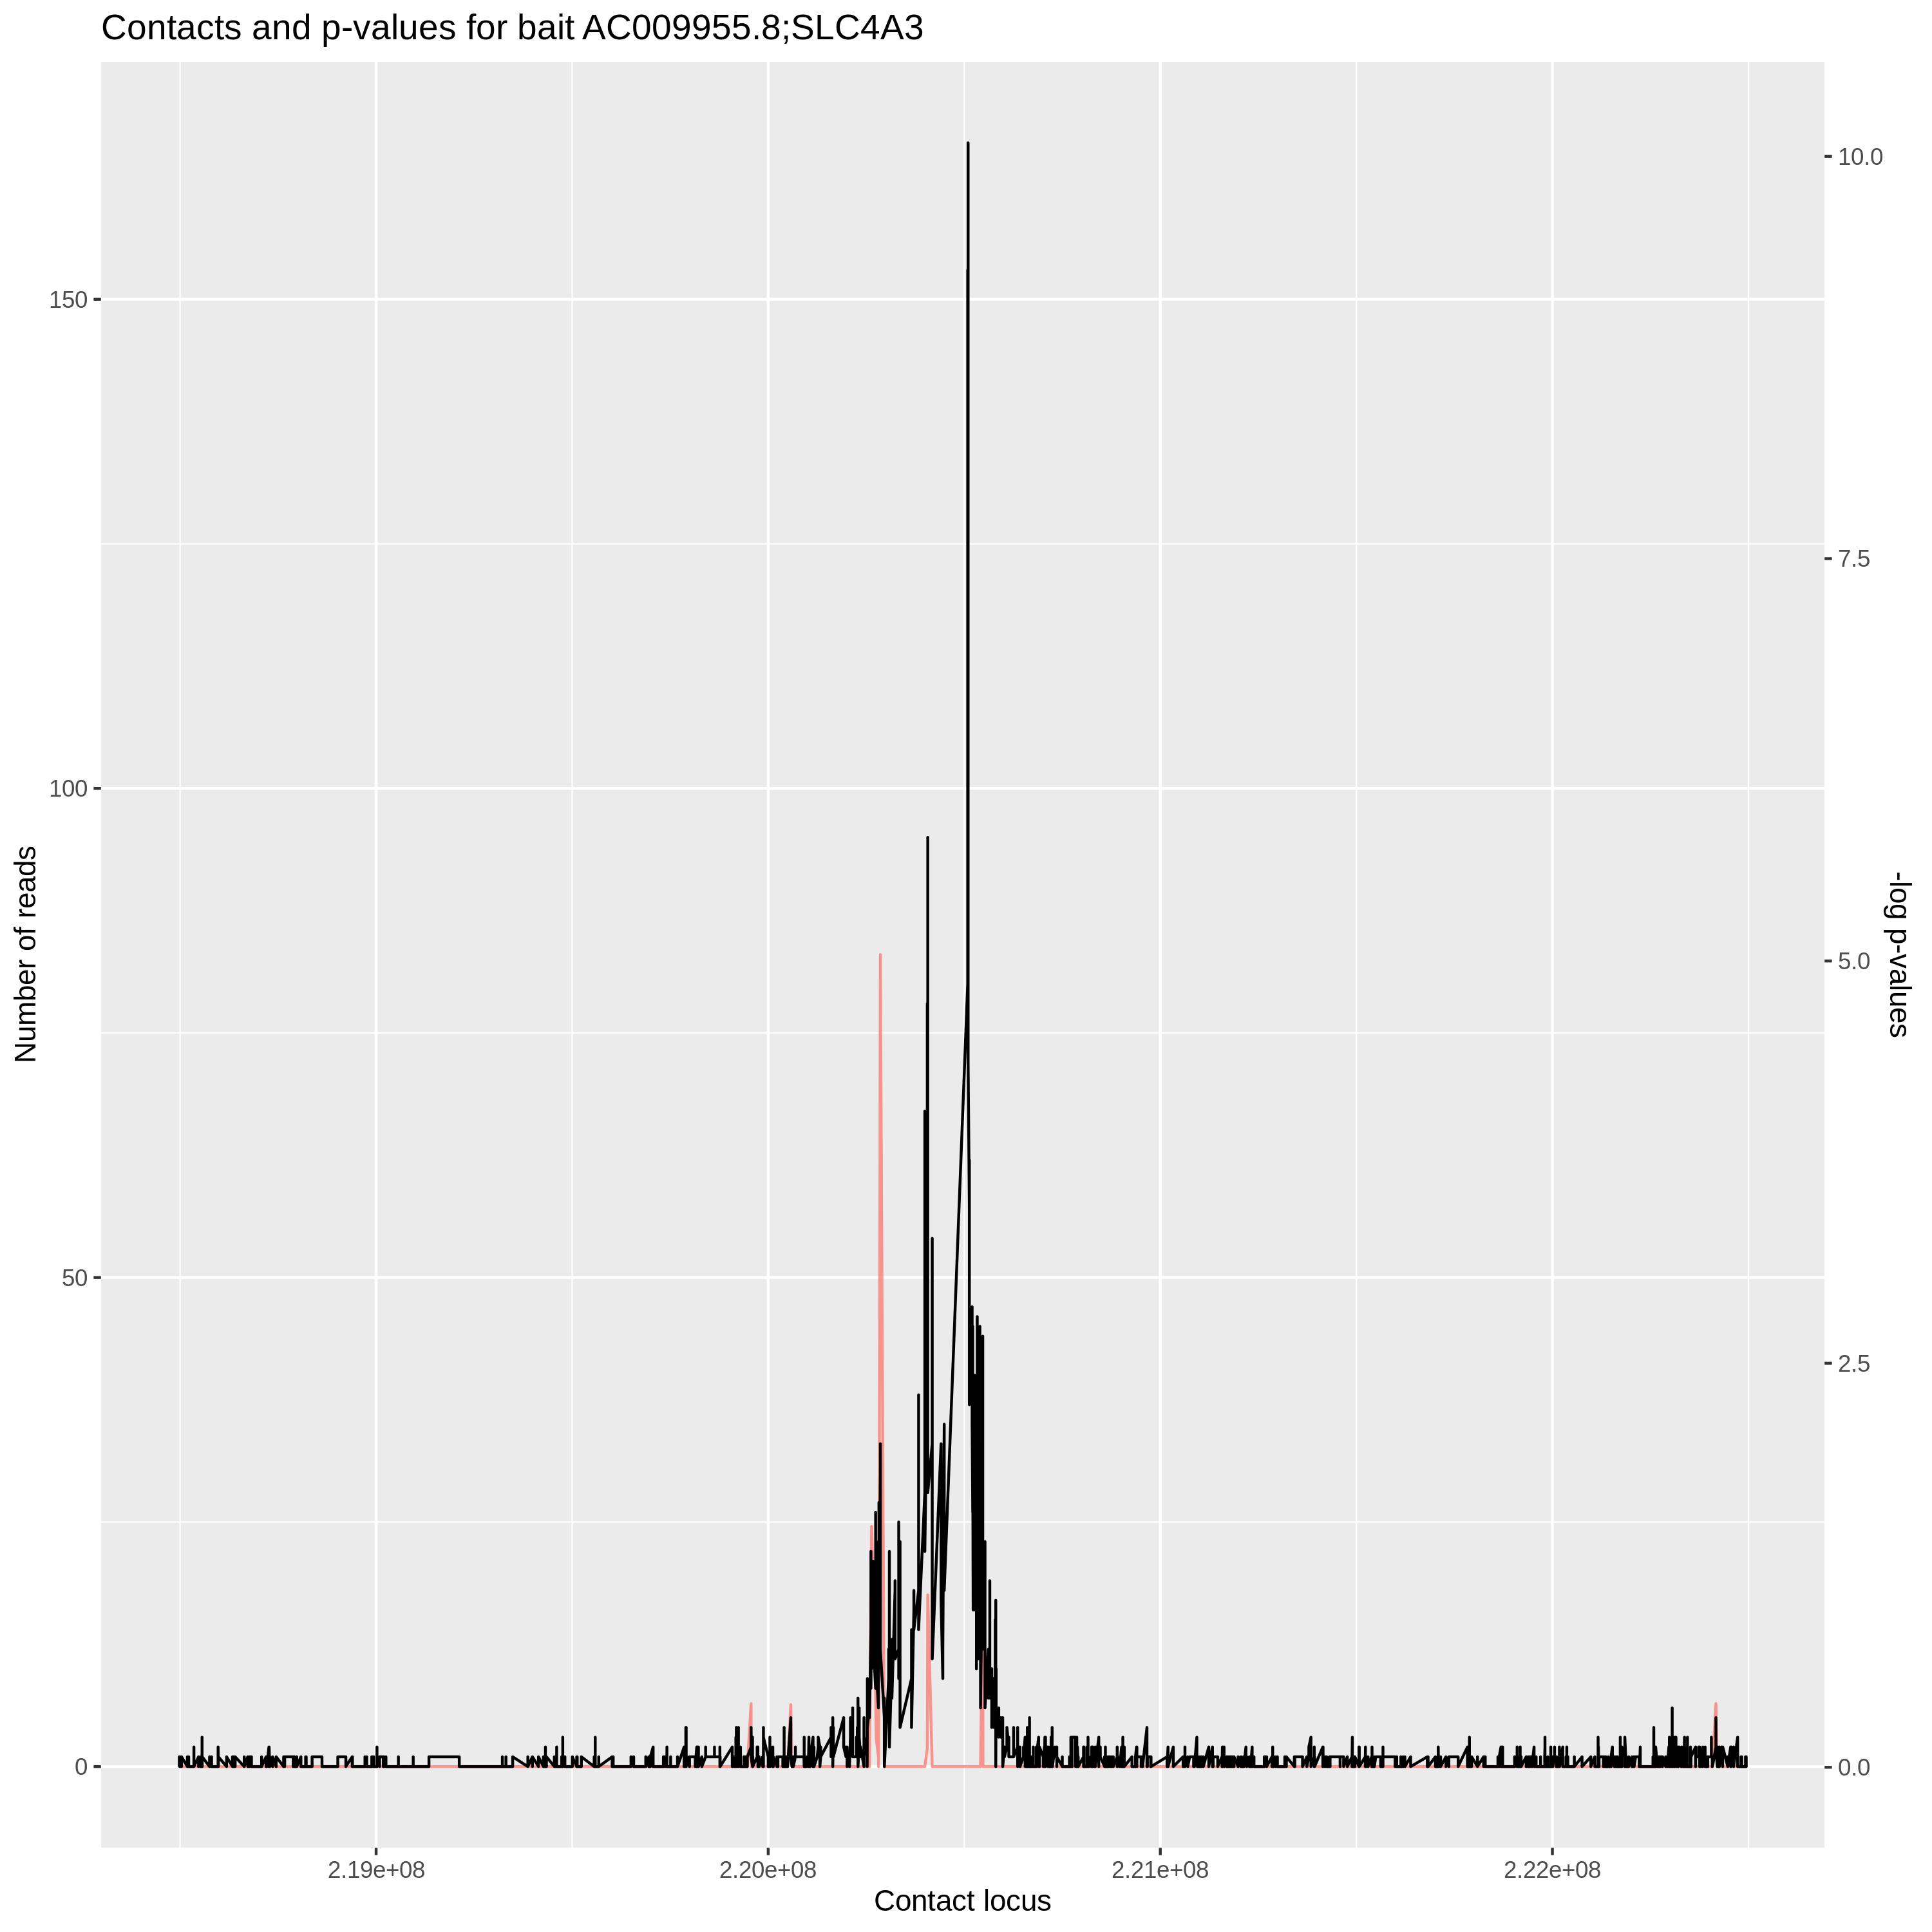 Contacts and p-values for bait AC009955.8;SLC4A3
Number of reads
150
100
50
0
10.0
7.5
5.0
2.5
0.0
-log p-values
2.19e+08
2.20e+08
2.21e+08
2.22e+08
Contact locus